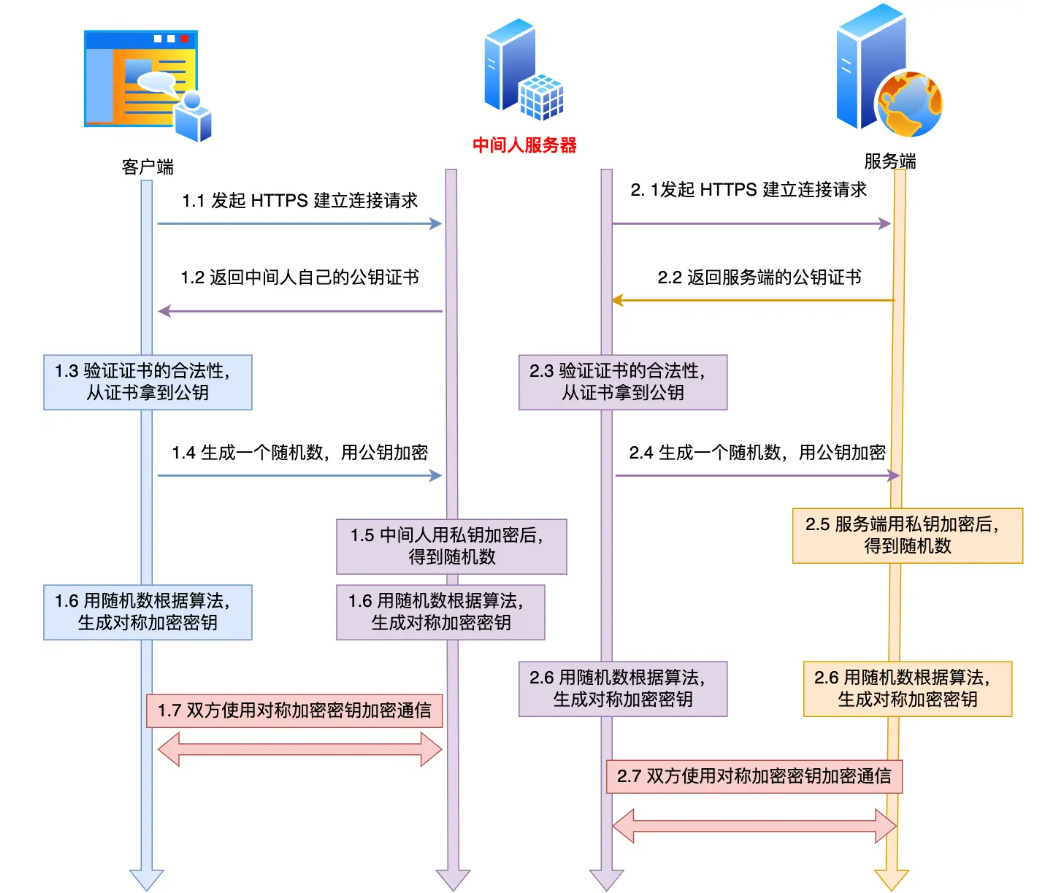 中间人服务器
客户端
服务端
1.1 发起 HTTPS 建立连接请求
2. 1发起 HTTPS 建立连接请求
1.2 返回中间人自己的公钥证书
2.2 返回服务端的公钥证书
1.3 验证证书的合法性，
从证书拿到公钥
2.3 验证证书的合法性，
从证书拿到公钥
1.4 生成一个随机数，用公钥加密
2.4 生成一个随机数，用公钥加密
1.5 中间人用私钥加密后，
得到随机数
2.5 服务端用私钥加密后，
得到随机数
1.6 用随机数根据算法，
生成对称加密密钥
1.6 用随机数根据算法，
生成对称加密密钥
2.6 用随机数根据算法，
生成对称加密密钥
2.6 用随机数根据算法，
生成对称加密密钥
1.7 双方使用对称加密密钥加密通信
2.7 双方使用对称加密密钥加密通信